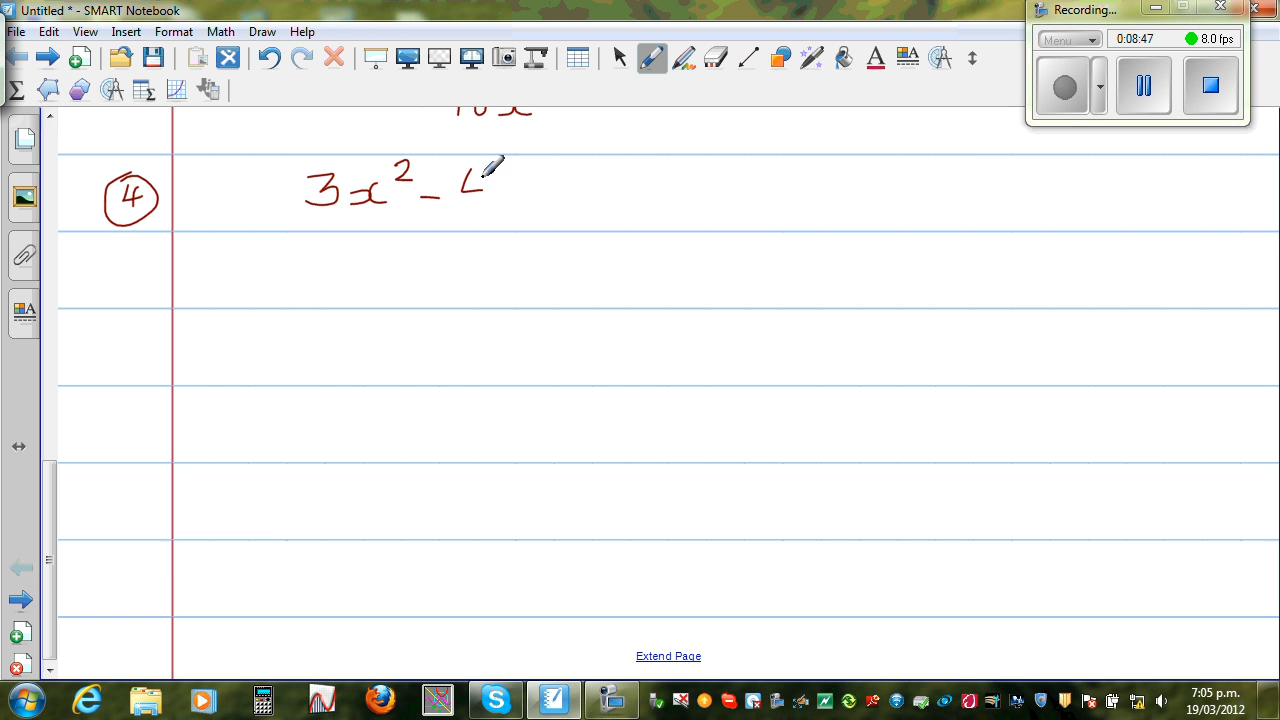 Untitled * - SMART Notebook
Recording...
File Edit View Insert Format Math Draw Help
Menu 0:08:47 8.0 fps
④ 3x² - 4
Extend Page
7:05 p.m.
19/03/2012